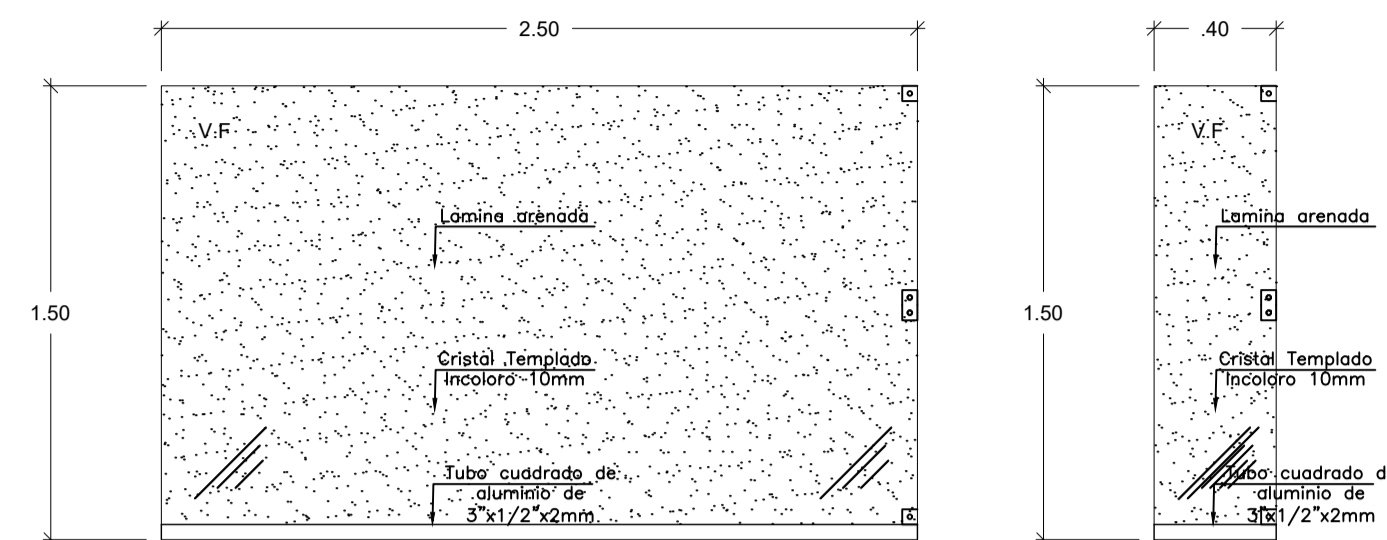 2.50
.40
V.F
V.F
Lamina arenada
Lamina arenada
1.50
1.50
Cristal Templado
Incoloro 10mm
Cristal Templado
Incoloro 10mm
Tubo cuadrado de
aluminio de
3"x1/2"x2mm.
Tubo cuadrado d
aluminio de
3"x1/2"x2mm